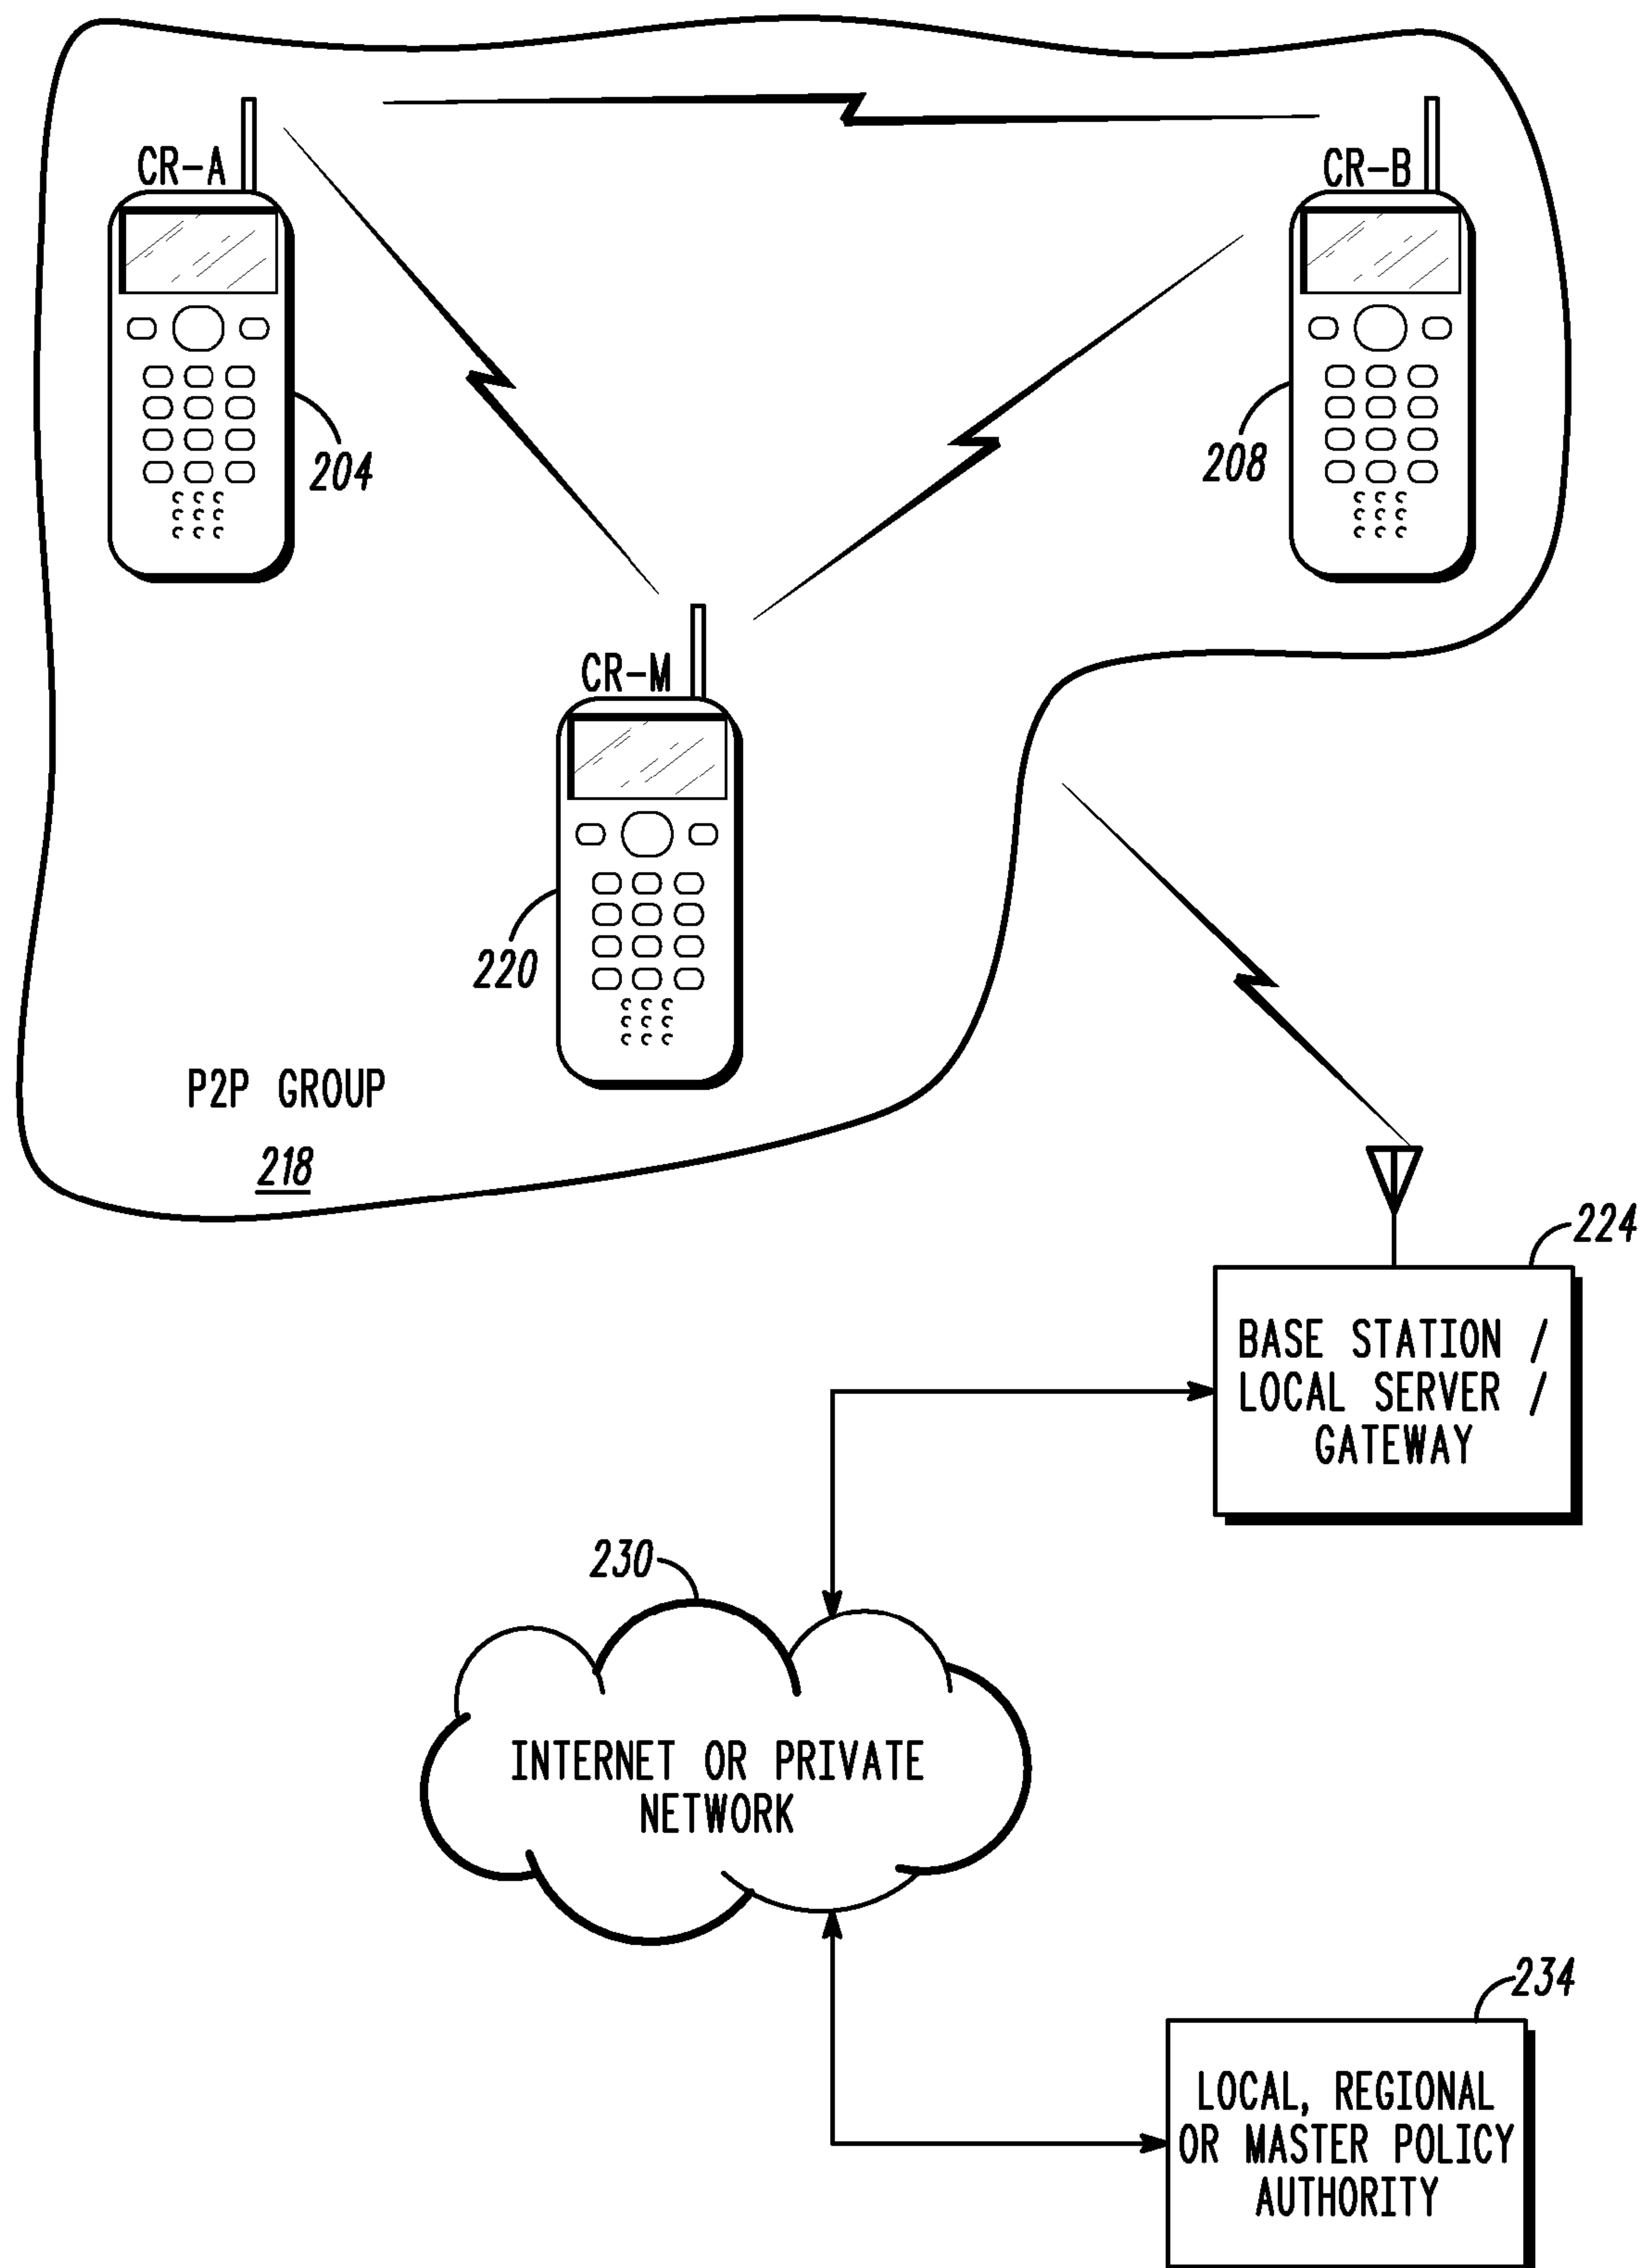 CR-A
CR-B
204
208
CR-M
220
P2P GROUP
218
224
BASE STATION /
LOCAL SERVER /
GATEWAY
230
INTERNET OR PRIVATE
NETWORK
234
LOCAL, REGIONAL
OR MASTER POLICY
AUTHORITY